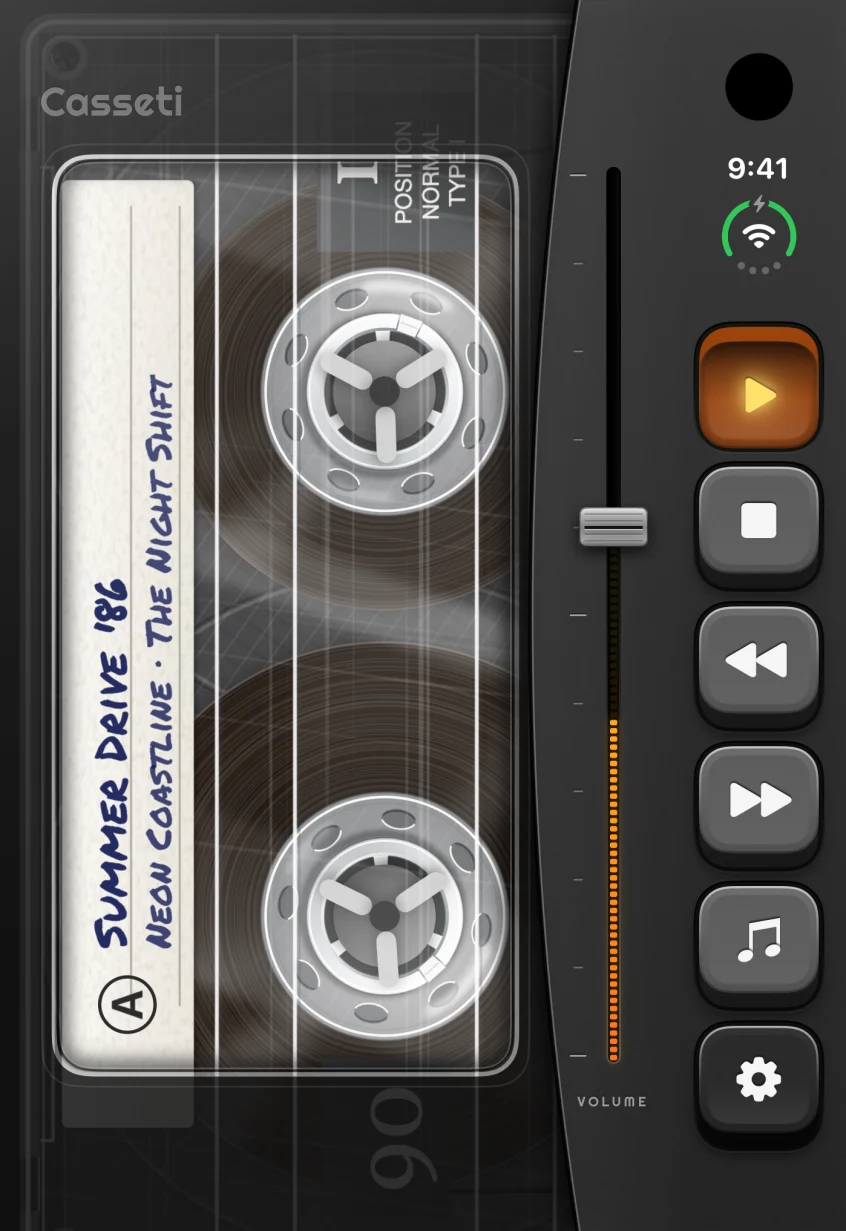 Casseti
I
POSITION
NORMAL
TYPE I
9:41
SUMMER DRIVE '86
NEON COASTLINE · THE NIGHT SHIFT
A
90
VOLUME